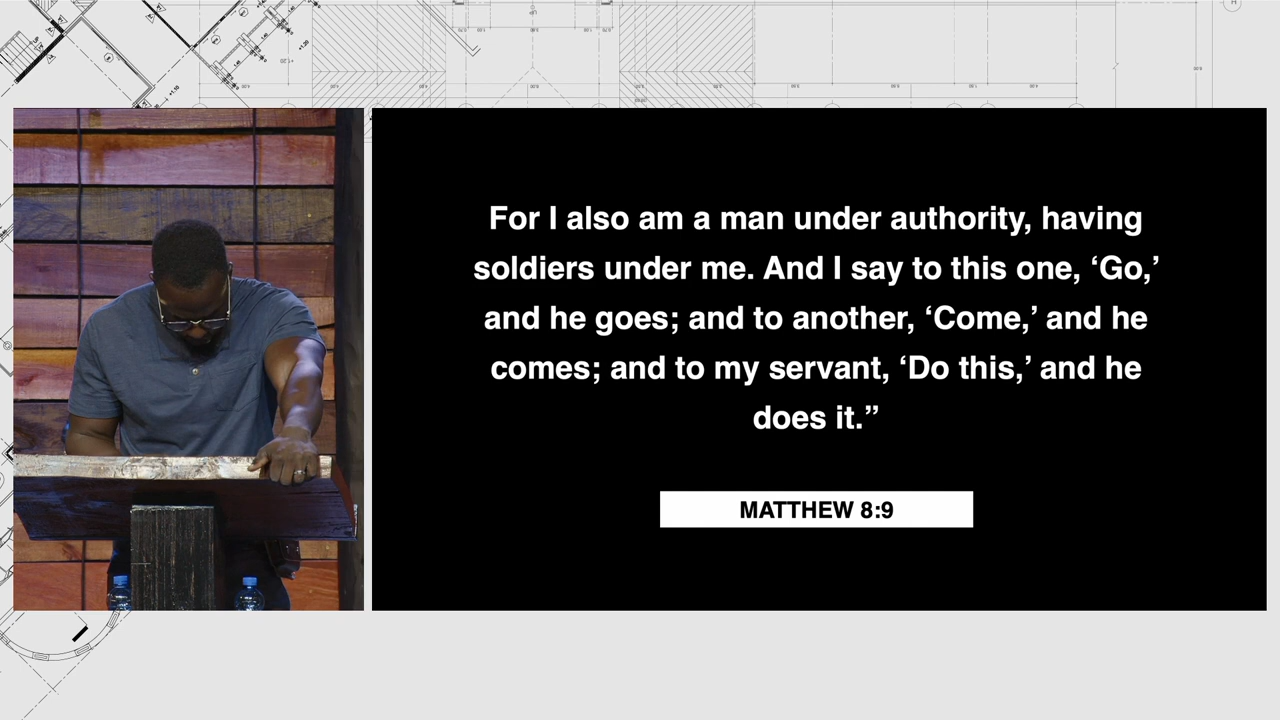 For I also am a man under authority, having
soldiers under me. And I say to this one, ‘Go,’
and he goes; and to another, ‘Come,’ and he
comes; and to my servant, ‘Do this,’ and he
does it.”
MATTHEW 8:9